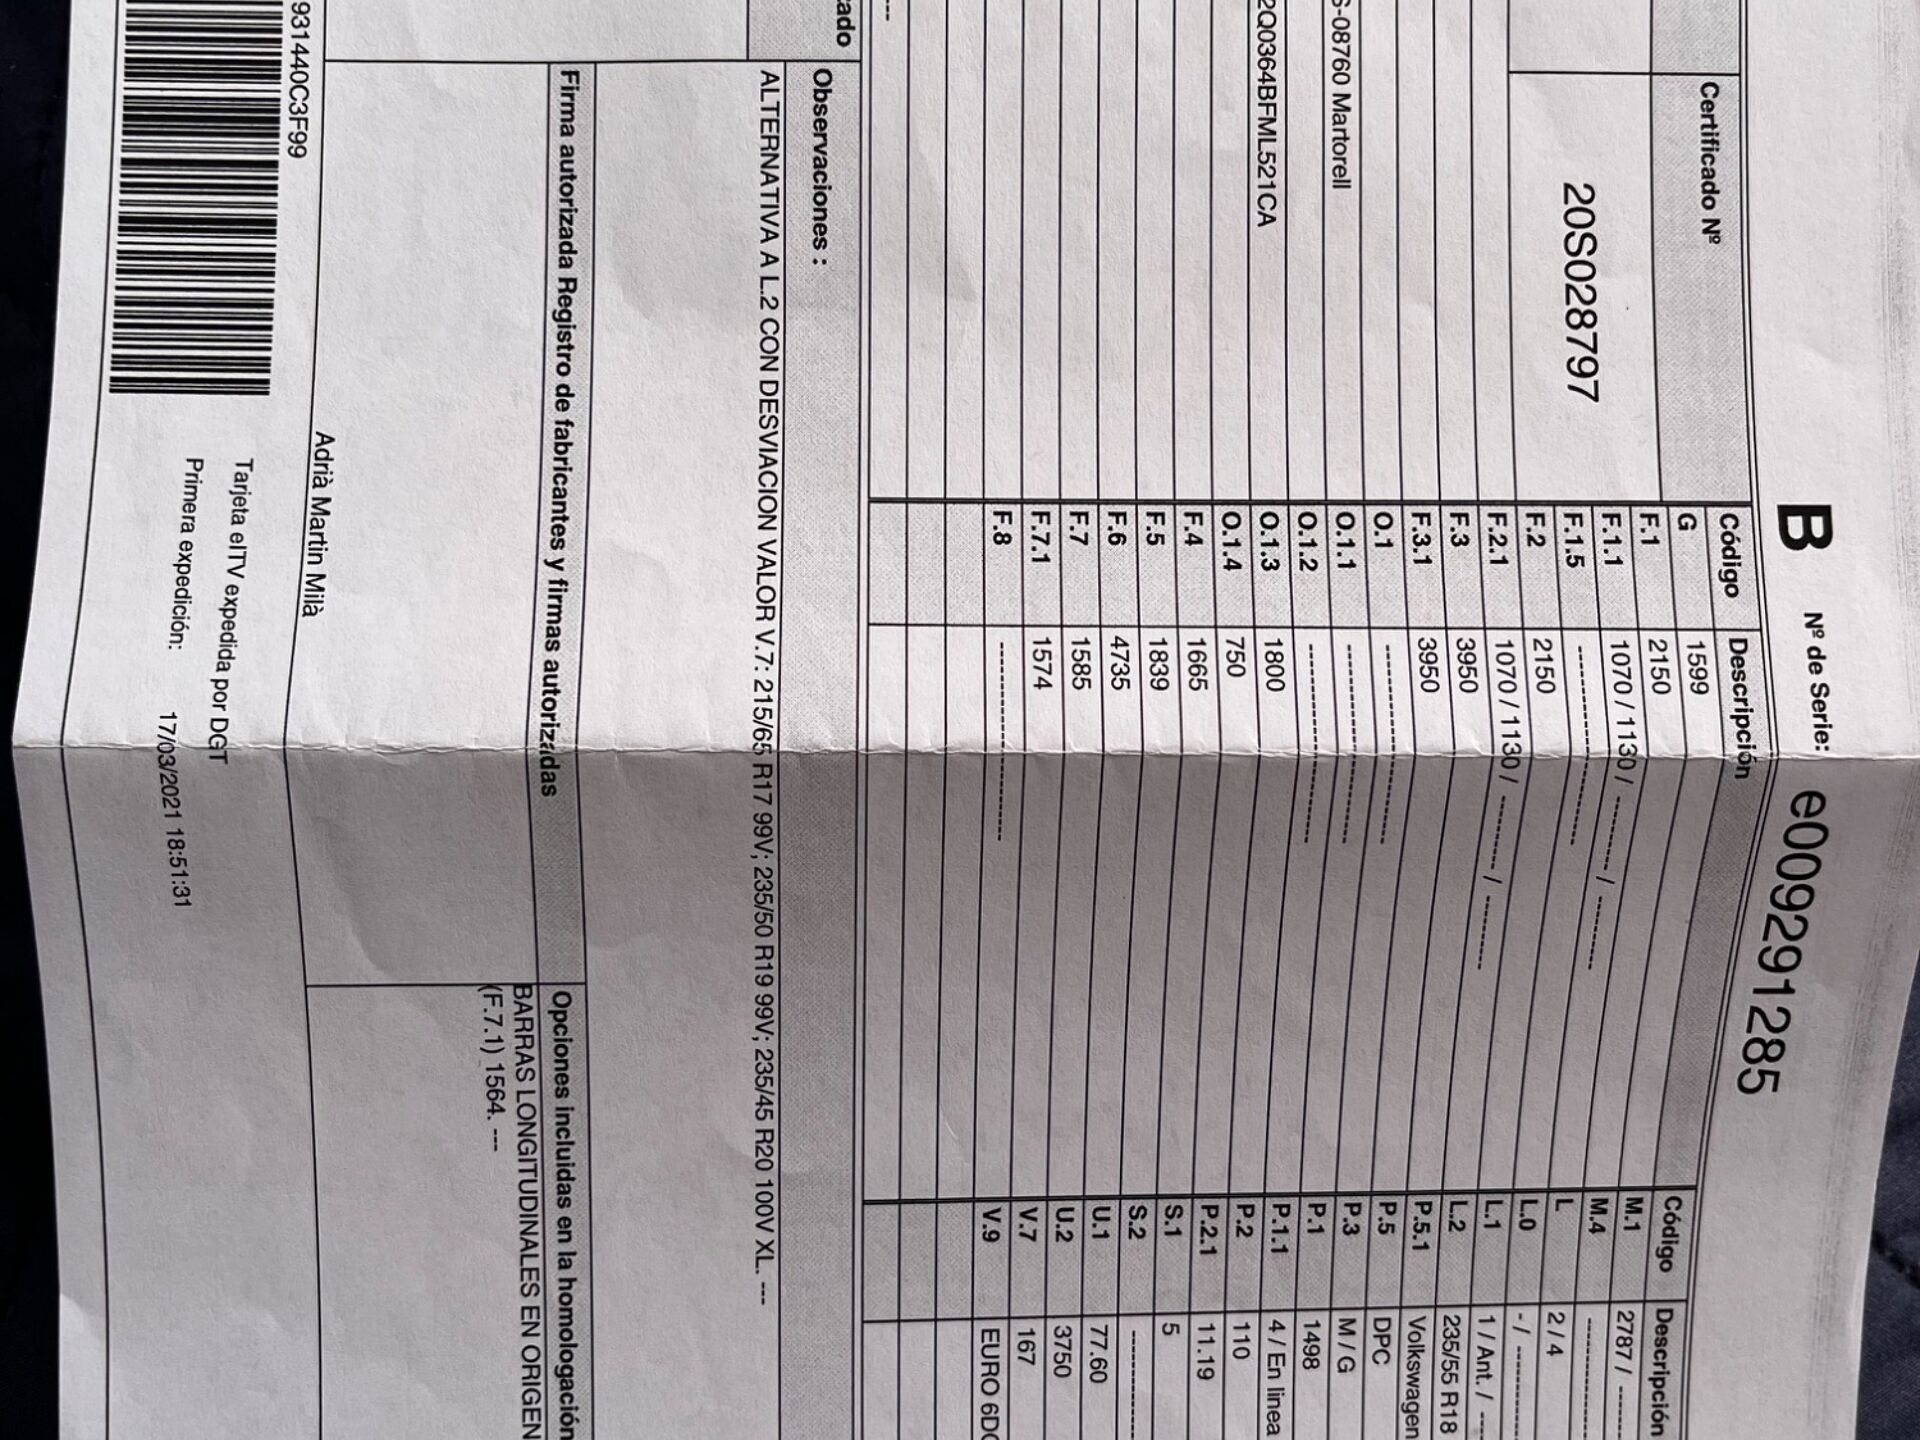 B Nº de Serie: e009291285
Certificado Nº
20S028797
S-08760 Martorell
2Q0364BFML521CA
---
Código Descripción
G 1599
F.1 2150
F.1.1 1070 / 1130 / --------- / ---------
F.1.5 ------------------------
F.2 2150
F.2.1 1070 / 1130 / --------- / ---------
F.3 3950
F.3.1 3950
O.1 ------------------------
O.1.1 ------------------------
O.1.2 ------------------------
O.1.3 1800
O.1.4 750
F.4 1665
F.5 1839
F.6 4735
F.7 1585
F.7.1 1574
F.8 ------------------------
Código Descripción
M.1 2787 / ------
M.4 -------------
L 2 / 4
L.0 - / ------------
L.1 1 / Ant. / ---
L.2 235/55 R18
P.5.1 Volkswagen
P.5 DPC
P.3 M / G
P.1 1498
P.1.1 4 / En linea
P.2 110
P.2.1 11.19
S.1 5
S.2 -------------
U.1 77.60
U.2 3750
V.7 167
V.9 EURO 6D
Observaciones :
ALTERNATIVA A L.2 CON DESVIACION VALOR V.7: 215/65 R17 99V; 235/50 R19 99V; 235/45 R20 100V XL. ---
Firma autorizada Registro de fabricantes y firmas autorizadas
Adrià Martin Milà
Opciones incluidas en la homologación
BARRAS LONGITUDINALES EN ORIGEN
(F.7.1) 1564. ---
931440C3F99
Tarjeta eITV expedida por DGT
Primera expedición: 17/03/2021 18:51:31